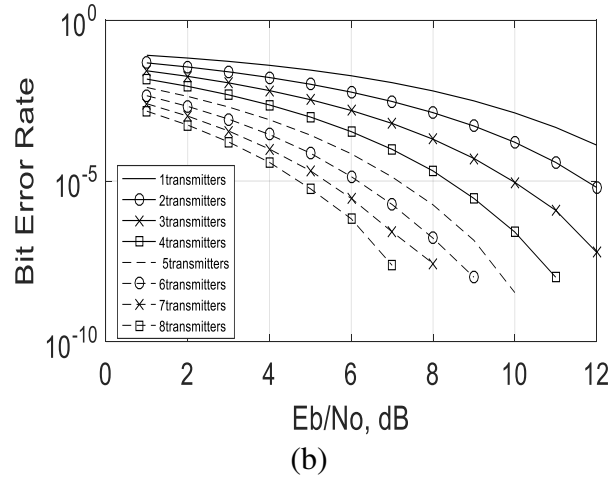 10^0
10^-5
10^-10
Bit Error Rate
1transmitters
2transmitters
3transmitters
4transmitters
5transmitters
6transmitters
7transmitters
8transmitters
0 2 4 6 8 10 12
Eb/No, dB
(b)